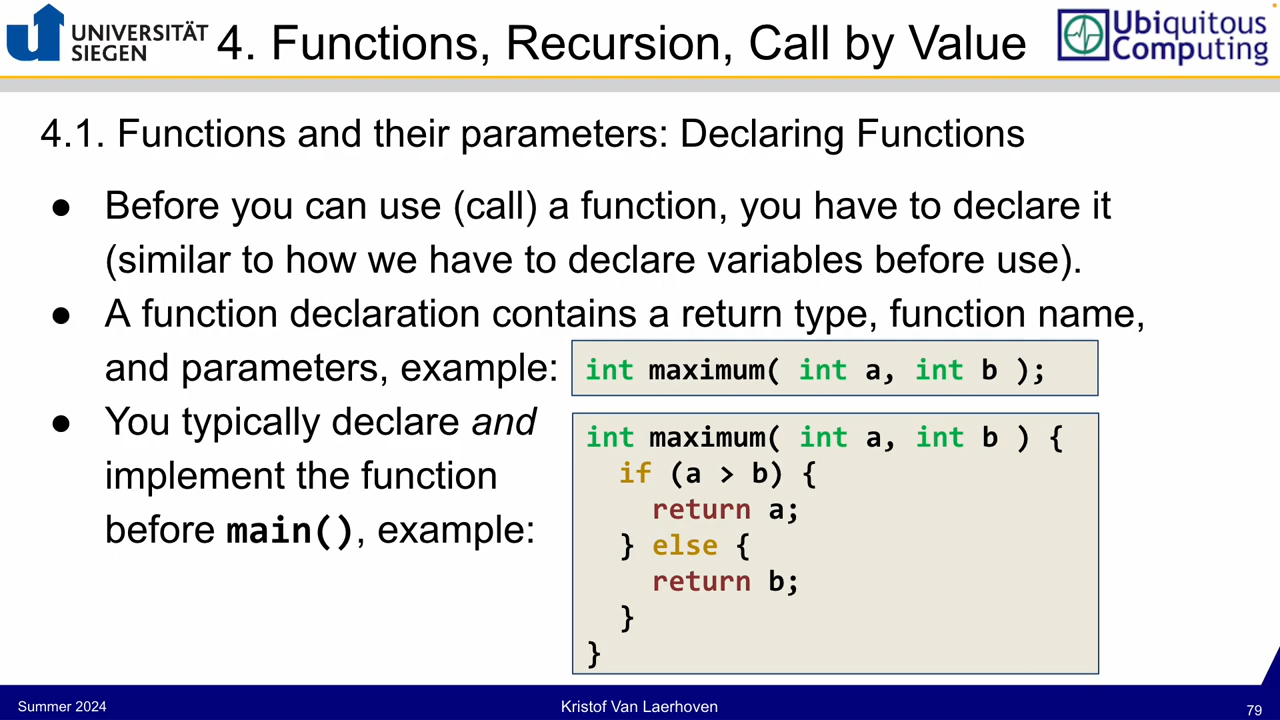 UNIVERSITÄT
SIEGEN
4. Functions, Recursion, Call by Value
Ubiquitous
Computing
4.1. Functions and their parameters: Declaring Functions
● Before you can use (call) a function, you have to declare it
(similar to how we have to declare variables before use).
● A function declaration contains a return type, function name,
and parameters, example:
int maximum( int a, int b );
● You typically declare and
implement the function
before main(), example:
int maximum( int a, int b ) {
  if (a > b) {
    return a;
  } else {
    return b;
  }
}
Summer 2024
Kristof Van Laerhoven
79